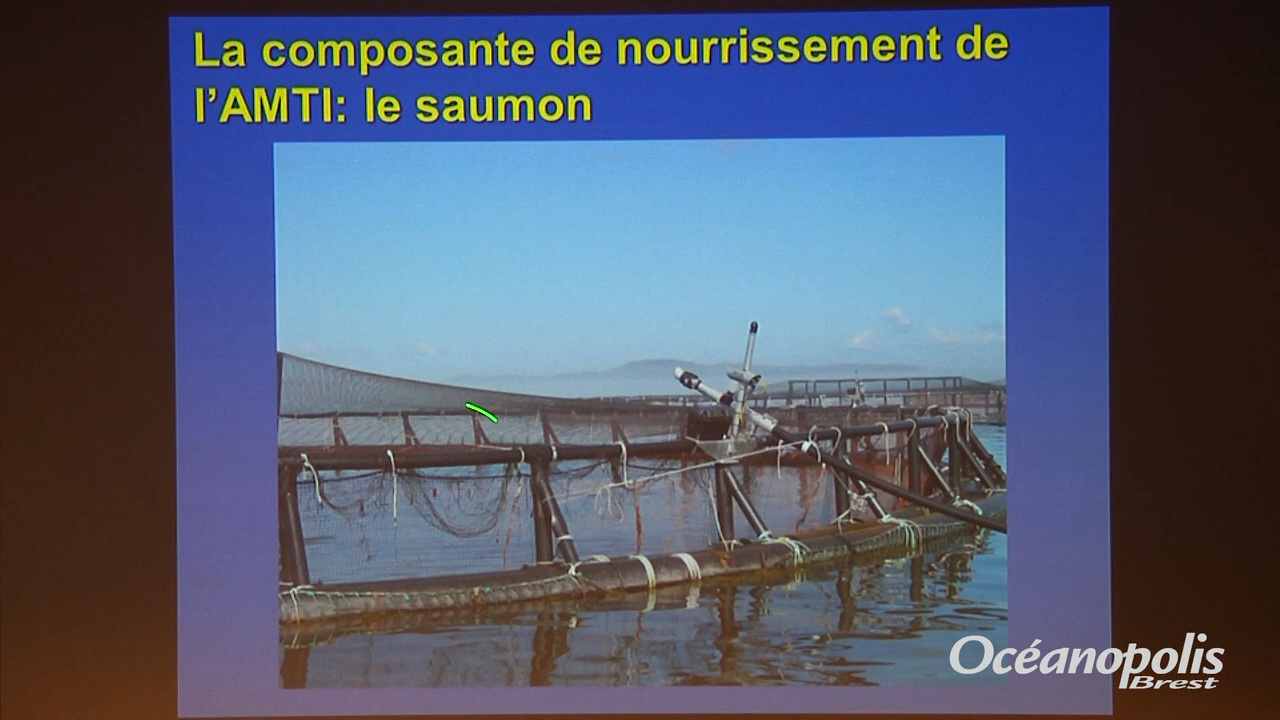 La composante de nourrissement de
l'AMTI: le saumon
Océanopolis
Brest